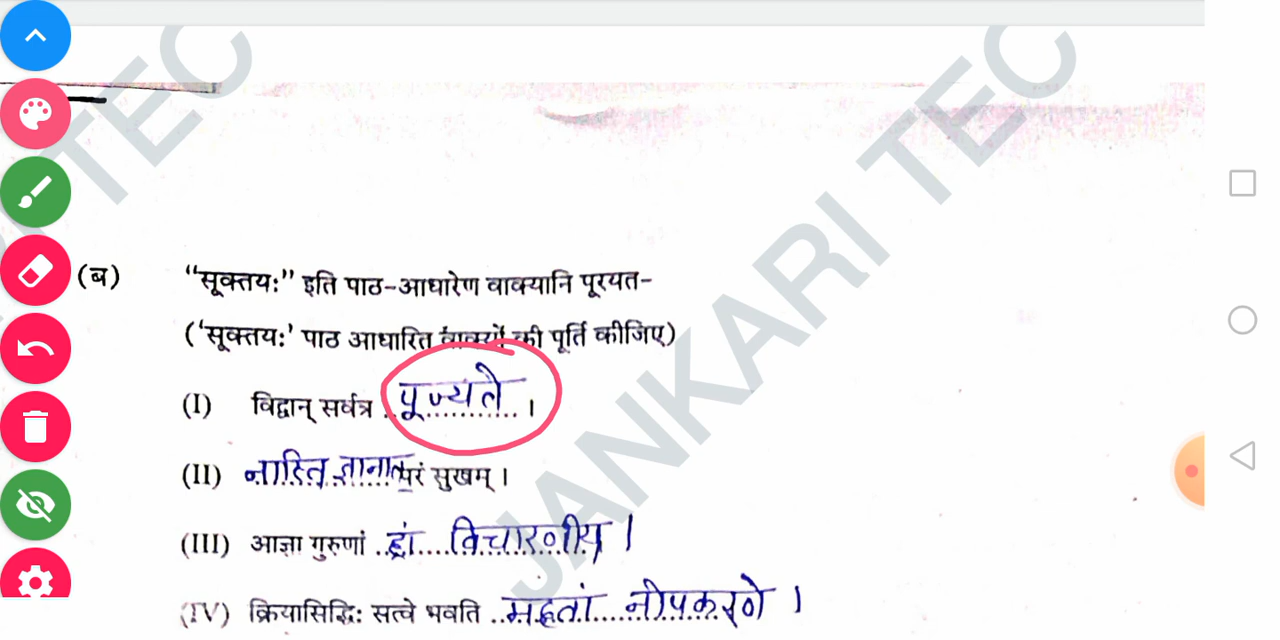 (ब) “सूक्तयः” इति पाठ-आधारेण वाक्यानि पूरयत-
('सूक्तयः' पाठ आधारित वाक्यों की पूर्ति कीजिए)
(I) विद्वान् सर्वत्र ..पूज्यते............ ।
(II) नास्ति ज्ञानात्परं सुखम् ।
(III) आज्ञा गुरुणां ..ह्रां....विचारणीय ।
(IV) क्रियासिद्धिः सत्वे भवति ..महतां....नोपकरणे ।
JANKARI TEC